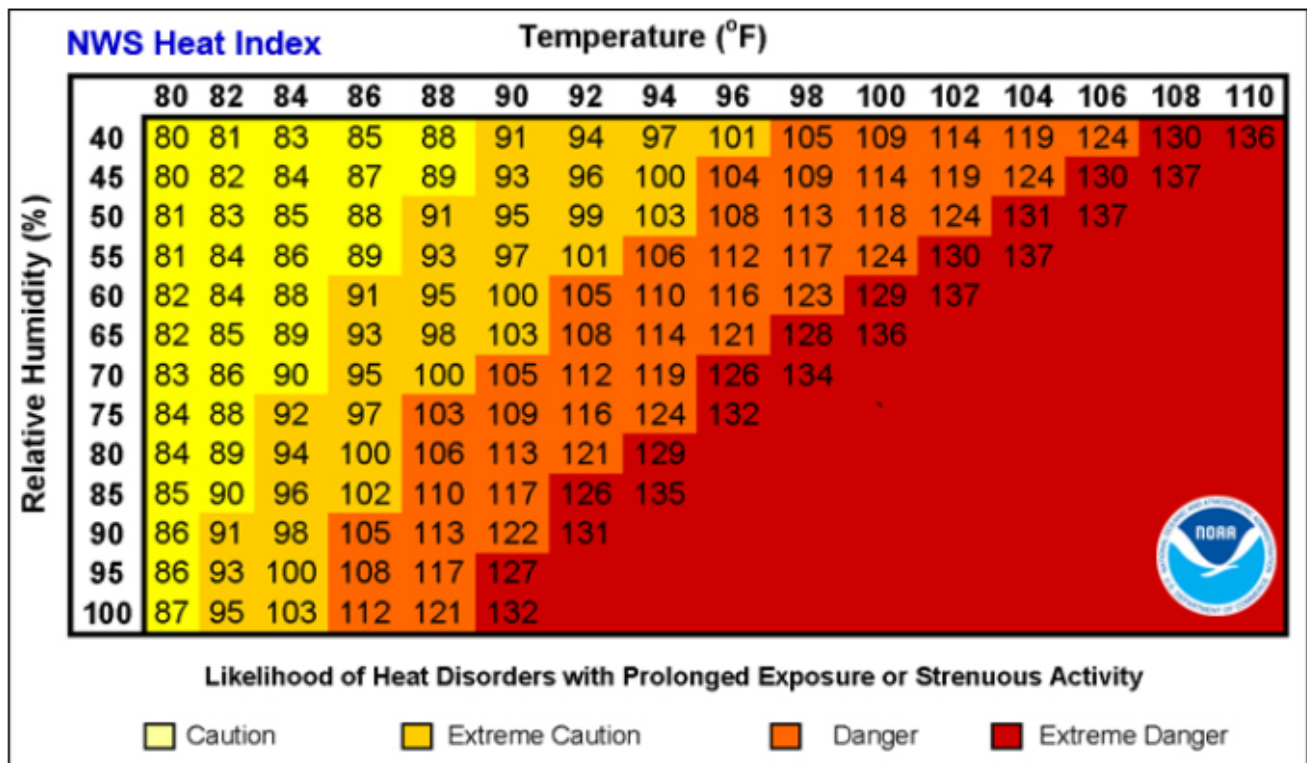 NWS Heat Index
Temperature (°F)
80 82 84 86 88 90 92 94 96 98 100 102 104 106 108 110
Relative Humidity (%)
40 80 81 83 85 88 91 94 97 101 105 109 114 119 124 130 136
45 80 82 84 87 89 93 96 100 104 109 114 119 124 130 137
50 81 83 85 88 91 95 99 103 108 113 118 124 131 137
55 81 84 86 89 93 97 101 106 112 117 124 130 137
60 82 84 88 91 95 100 105 110 116 123 129 137
65 82 85 89 93 98 103 108 114 121 128 136
70 83 86 90 95 100 105 112 119 126 134
75 84 88 92 97 103 109 116 124 132
80 84 89 94 100 106 113 121 129
85 85 90 96 102 110 117 126 135
90 86 91 98 105 113 122 131
95 86 93 100 108 117 127
100 87 95 103 112 121 132
NATIONAL OCEANIC AND ATMOSPHERIC ADMINISTRATION
NOAA
U.S. DEPARTMENT OF COMMERCE
Likelihood of Heat Disorders with Prolonged Exposure or Strenuous Activity
Caution
Extreme Caution
Danger
Extreme Danger